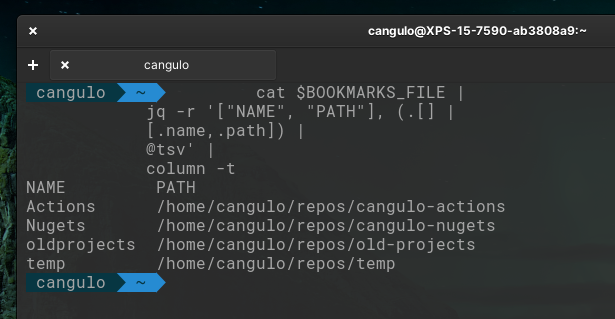 cangulo@XPS-15-7590-ab3808a9:~
cangulo
cangulo ~ cat $BOOKMARKS_FILE |
jq -r '["NAME", "PATH"], (.[] |
[.name,.path]) |
@tsv' |
column -t
NAME PATH
Actions /home/cangulo/repos/cangulo-actions
Nugets /home/cangulo/repos/cangulo-nugets
oldprojects /home/cangulo/repos/old-projects
temp /home/cangulo/repos/temp
cangulo ~